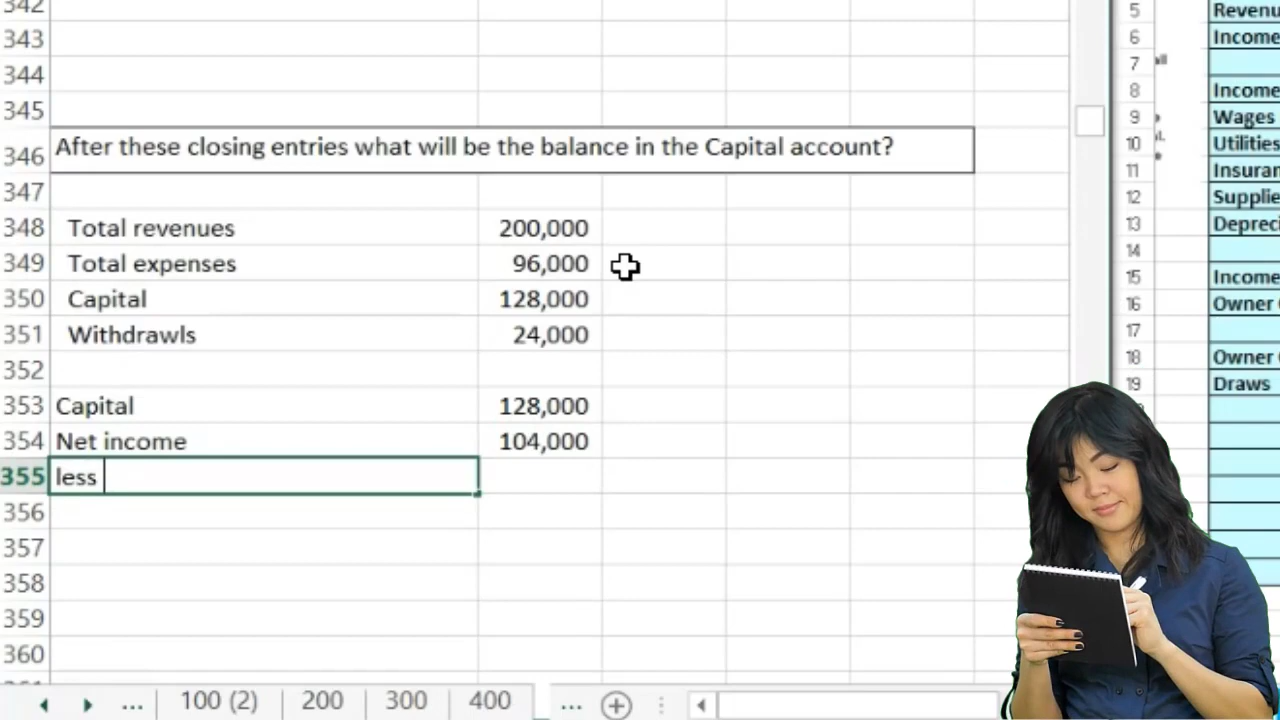 342
343
344
345
346 After these closing entries what will be the balance in the Capital account?
347
348 Total revenues 200,000
349 Total expenses 96,000
350 Capital 128,000
351 Withdrawls 24,000
352
353 Capital 128,000
354 Net income 104,000
355 less
356
357
358
359
360
... 100 (2) 200 300 400 ...
5 Revenu
6 Income
7
8 Income
9 Wages
10 Utilities
11 Insuran
12 Supplie
13 Depreci
14
15 Income
16 Owner
17
18 Owner
19 Draws